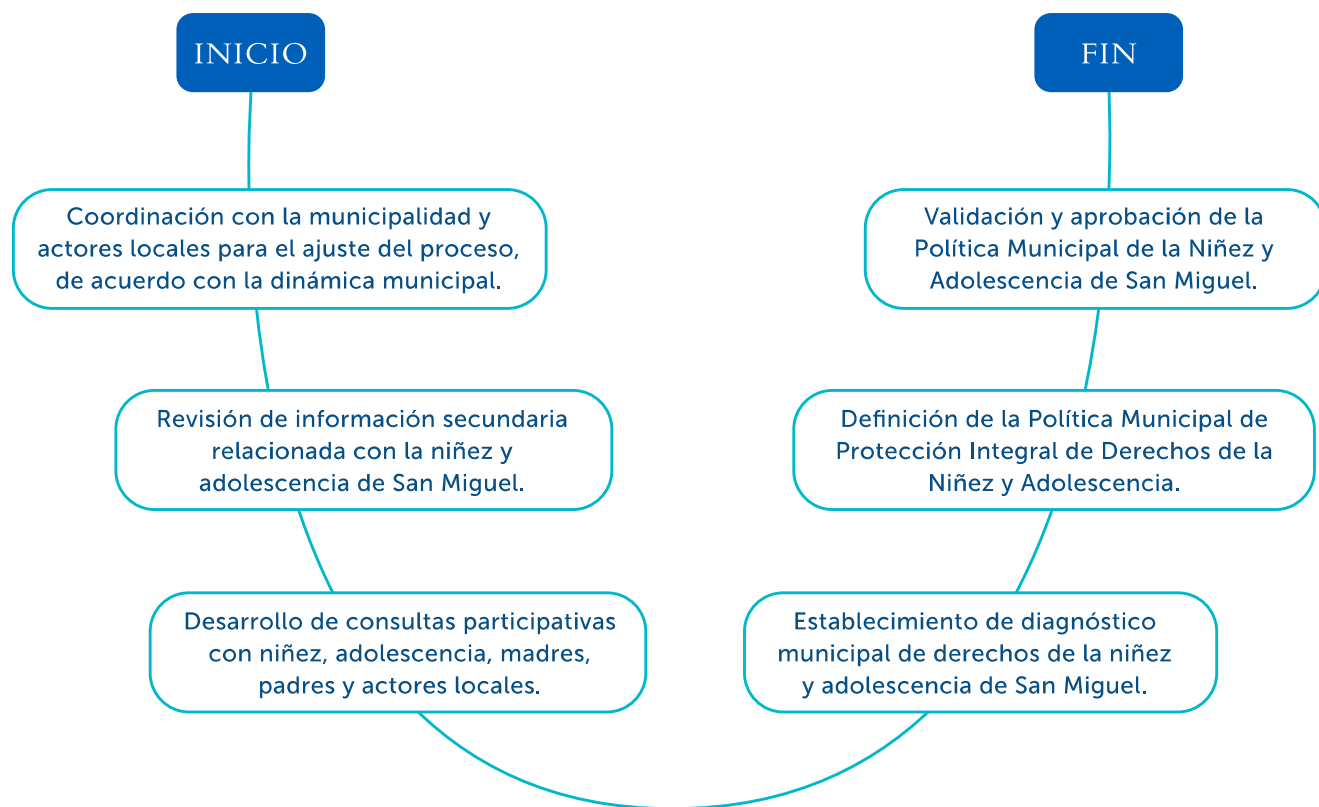 INICIO
Coordinación con la municipalidad y
actores locales para el ajuste del proceso,
de acuerdo con la dinámica municipal.
Revisión de información secundaria
relacionada con la niñez y
adolescencia de San Miguel.
Desarrollo de consultas participativas
con niñez, adolescencia, madres,
padres y actores locales.
Establecimiento de diagnóstico
municipal de derechos de la niñez
y adolescencia de San Miguel.
Definición de la Política Municipal de
Protección Integral de Derechos de la
Niñez y Adolescencia.
Validación y aprobación de la
Política Municipal de la Niñez y
Adolescencia de San Miguel.
FIN